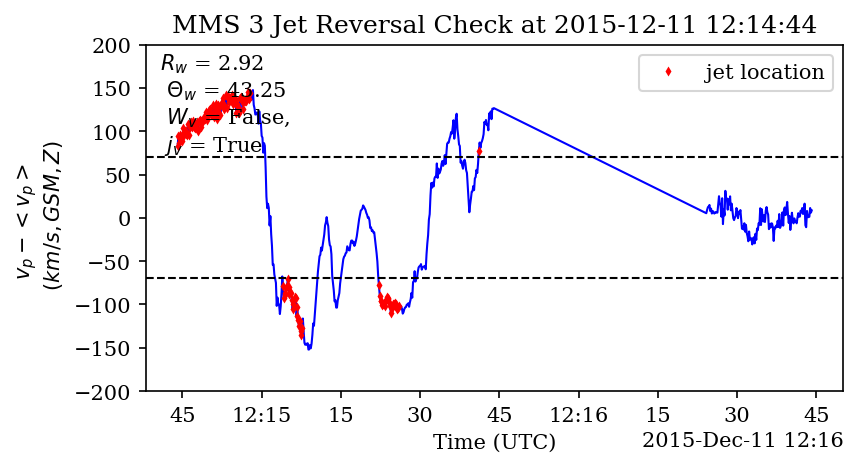 MMS 3 Jet Reversal Check at 2015-12-11 12:14:44
R_w = 2.92
Θ_w = 43.25
W_v = False,
j_v = True
jet location
v_p − < v_p >
(km/s, GSM, Z)
200
150
100
50
0
−50
−100
−150
−200
45 12:15 15 30 45 12:16 15 30 45
Time (UTC)
2015-Dec-11 12:16